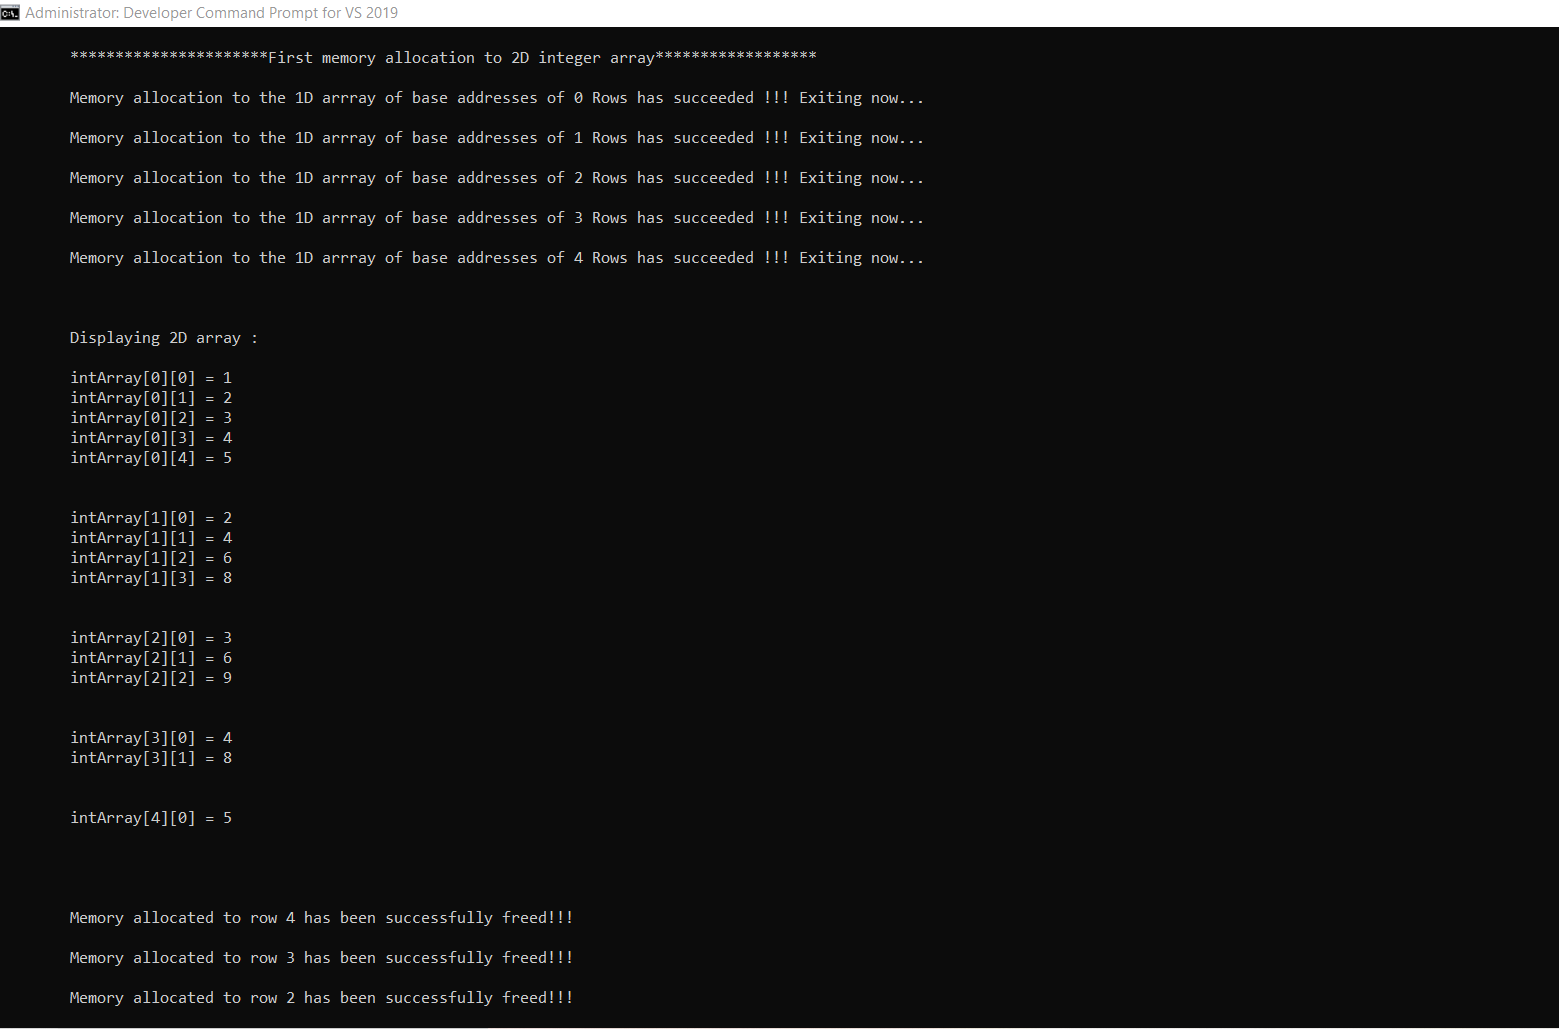 Administrator: Developer Command Prompt for VS 2019
**********************First memory allocation to 2D integer array******************
Memory allocation to the 1D arrray of base addresses of 0 Rows has succeeded !!! Exiting now...
Memory allocation to the 1D arrray of base addresses of 1 Rows has succeeded !!! Exiting now...
Memory allocation to the 1D arrray of base addresses of 2 Rows has succeeded !!! Exiting now...
Memory allocation to the 1D arrray of base addresses of 3 Rows has succeeded !!! Exiting now...
Memory allocation to the 1D arrray of base addresses of 4 Rows has succeeded !!! Exiting now...
Displaying 2D array :
intArray[0][0] = 1
intArray[0][1] = 2
intArray[0][2] = 3
intArray[0][3] = 4
intArray[0][4] = 5
intArray[1][0] = 2
intArray[1][1] = 4
intArray[1][2] = 6
intArray[1][3] = 8
intArray[2][0] = 3
intArray[2][1] = 6
intArray[2][2] = 9
intArray[3][0] = 4
intArray[3][1] = 8
intArray[4][0] = 5
Memory allocated to row 4 has been successfully freed!!!
Memory allocated to row 3 has been successfully freed!!!
Memory allocated to row 2 has been successfully freed!!!